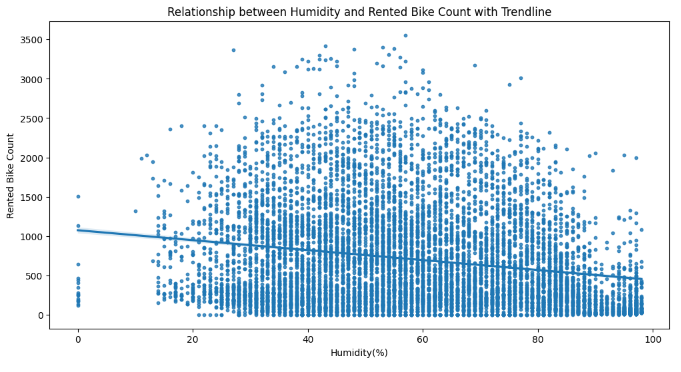 Relationship between Humidity and Rented Bike Count with Trendline
3500
3000
2500
2000
1500
1000
500
0
Rented Bike Count
0 20 40 60 80 100
Humidity(%)